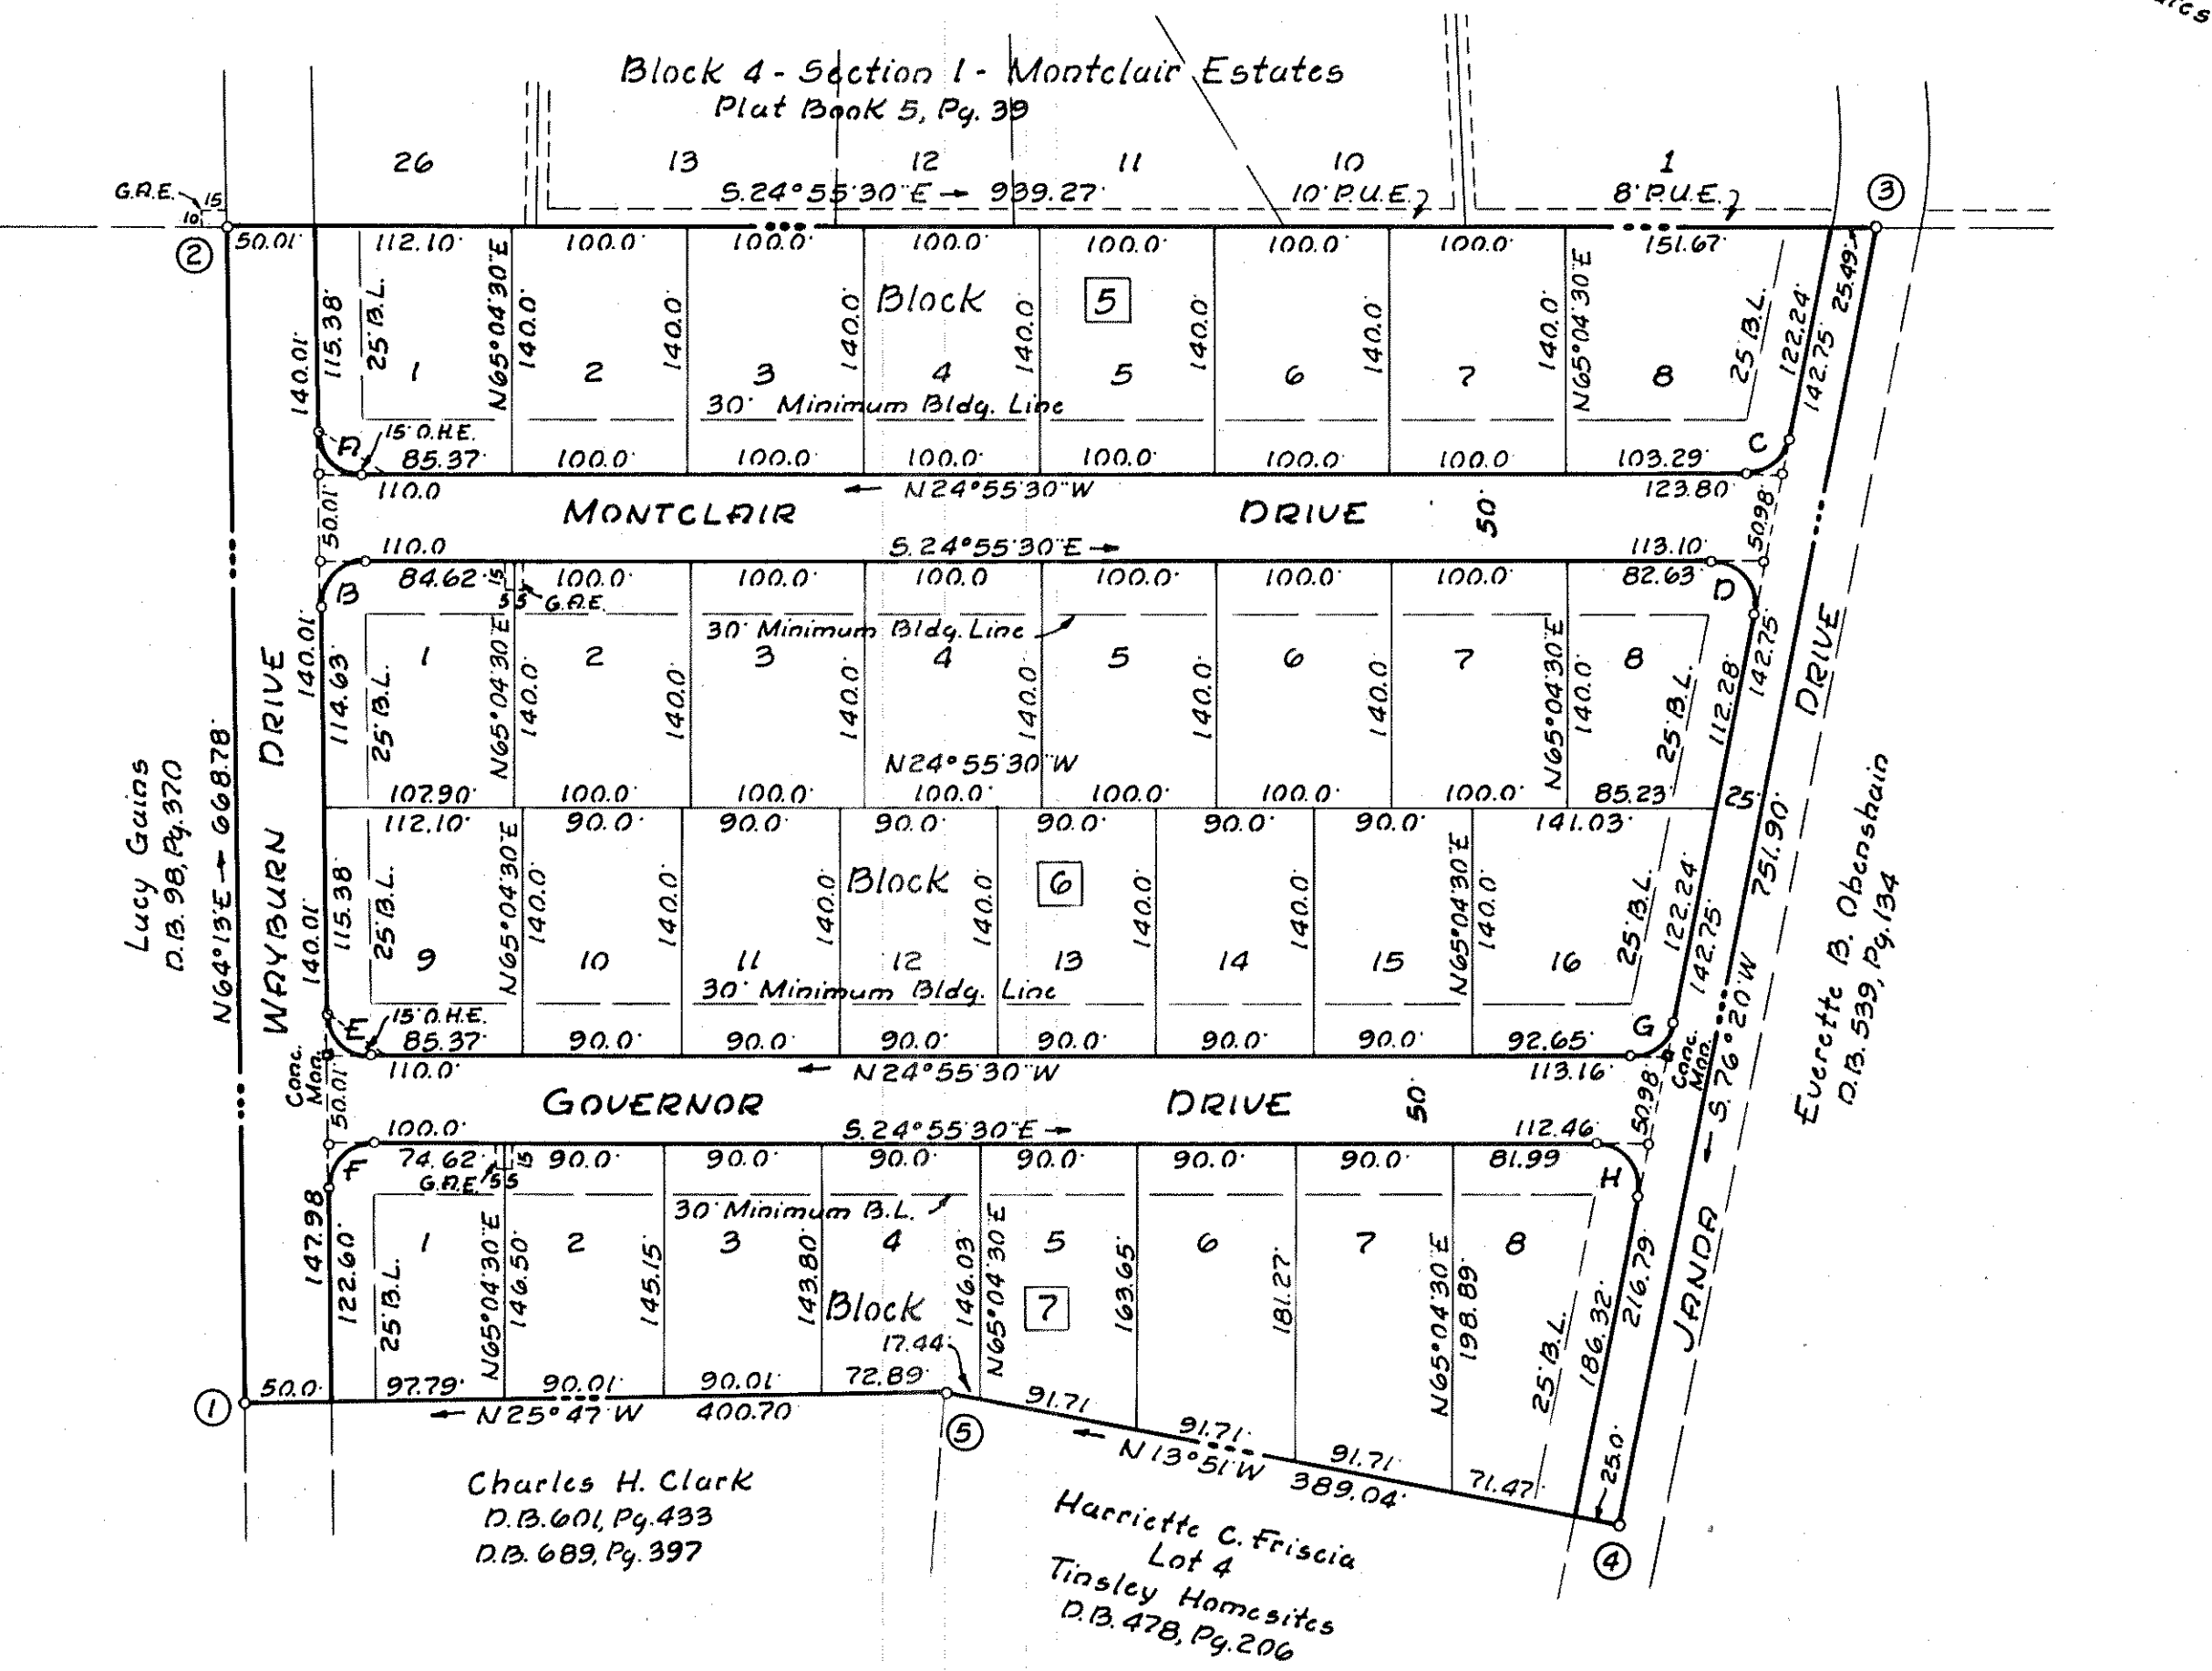 Block 4 - Section 1 - Montclair Estates
Plat Book 5, Pg. 39
26 13 12 11 10 1
S.24°55'30"E → 939.27'
10' P.U.E.
8' P.U.E.
G.A.E.
15
10
2
3
50.01' 112.10' 100.0' 100.0' 100.0' 100.0' 100.0' 100.0' 151.67'
25.49'
140.01'
115.38'
25' B.L.
N65°04'30"E
140.0' 140.0' 140.0' 140.0' 140.0' 140.0' 140.0'
N65°04'30"E
25' B.L.
122.24'
142.75'
Block 5
1 2 3 4 5 6 7 8
30' Minimum Bldg. Line
A
15' O.H.E.
C
85.37' 100.0' 100.0' 100.0' 100.0' 100.0' 100.0 103.29'
110.0
← N24°55'30"W
123.80'
50.01'
MONTCLAIR DRIVE
50'
50.98'
110.0
S.24°55'30"E →
113.10'
84.62' 100.0' 100.0' 100.0 100.0' 100.0' 100.0' 82.63'
15
5 5
G.A.E.
B
D
30' Minimum Bldg. Line
1 2 3 4 5 6 7 8
140.01'
114.63'
25' B.L.
N65°04'30"E
140.0' 140.0' 140.0' 140.0' 140.0' 140.0' 140.0'
N65°04'30"E
25' B.L.
112.28'
142.75'
N24°55'30"W
107.90' 100.0' 100.0' 100.0' 100.0' 100.0' 100.0' 85.23'
25'
112.10' 90.0' 90.0' 90.0' 90.0' 90.0' 90.0' 141.03'
Block 6
140.01'
115.38'
25' B.L.
N65°04'30"E
140.0' 140.0' 140.0' 140.0' 140.0' 140.0' 140.0'
N65°04'30"E
25' B.L.
122.24'
142.75'
9 10 11 12 13 14 15 16
30' Minimum Bldg. Line
E
15' O.H.E.
G
85.37' 90.0' 90.0' 90.0' 90.0' 90.0' 90.0' 92.65'
Conc. Mon.
Conc. Mon.
110.0'
← N24°55'30"W
113.16'
50.01'
GOVERNOR DRIVE
50'
50.98'
100.0'
S.24°55'30"E →
112.46'
74.62' 90.0' 90.0' 90.0' 90.0' 90.0' 90.0' 81.99'
15
5 5
G.A.E.
F
H
30' Minimum B.L.
1 2 3 4 5 6 7 8
147.98
122.60'
25' B.L.
N65°04'30"E
146.50' 145.15' 143.80' 146.03'
N65°04'30"E
163.65' 181.27'
N65°04'30"E
198.89'
25' B.L.
186.32'
216.79'
Block 7
17.44'
50.0' 97.79' 90.01' 90.01' 72.89'
1
← N25°47'W 400.70'
5
91.71' 91.71' 91.71' 71.47'
← N13°51'W 389.04'
25.0'
4
WAYBURN DRIVE
N64°13'E → 668.78'
Lucy Gains
D.B. 98, Pg. 370
JANDA DRIVE
← S.76°20'W 751.90'
Everette B. Obenshain
D.B. 539, Pg. 134
Charles H. Clark
D.B. 601, Pg. 433
D.B. 689, Pg. 397
Harriette C. Friscia
Lot 4
Tinsley Homesites
D.B. 478, Pg. 206